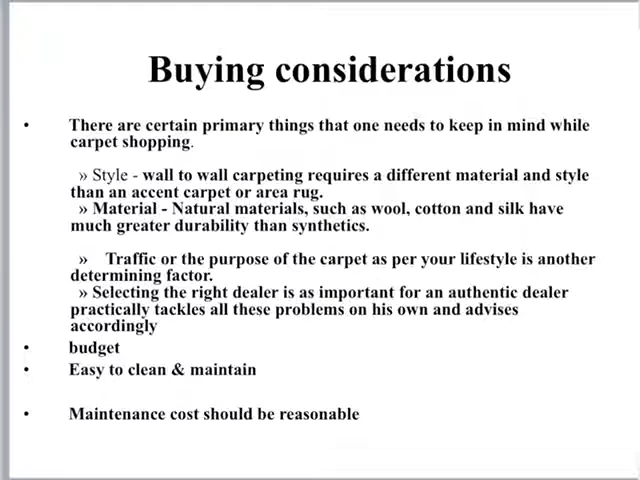 Buying considerations
• There are certain primary things that one needs to keep in mind while
carpet shopping.
» Style - wall to wall carpeting requires a different material and style
than an accent carpet or area rug.
» Material - Natural materials, such as wool, cotton and silk have
much greater durability than synthetics.
» Traffic or the purpose of the carpet as per your lifestyle is another
determining factor.
» Selecting the right dealer is as important for an authentic dealer
practically tackles all these problems on his own and advises
accordingly
• budget
• Easy to clean & maintain
• Maintenance cost should be reasonable